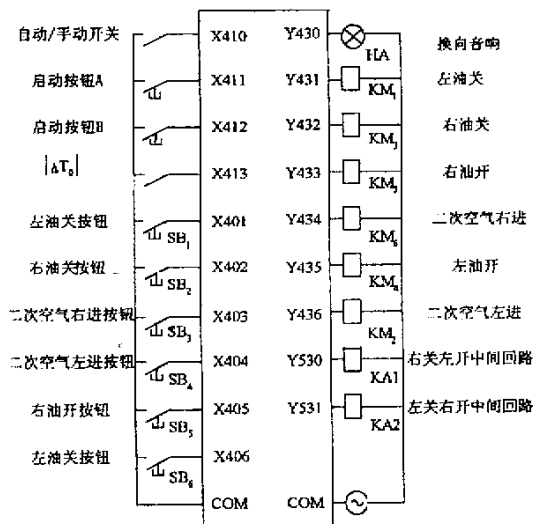 自动/手动开关 X410 Y430 HA 换向音响
启动按钮A X411 Y431 KM₁ 左油关
启动按钮B X412 Y432 KM₃ 右油关
|ΔT₀| X413 Y433 KM₅ 右油开
左油关按钮 SB₁ X401 Y434 KM₆ 二次空气右进
右油关按钮 SB₂ X402 Y435 左油开
二次空气右进按钮 SB₃ X403 Y436 KM₂ 二次空气左进
二次空气左进按钮 SB₄ X404 Y530 KA1 右关左开中间回路
右油开按钮 SB₅ X405 Y531 KA2 左关右开中间回路
左油关按钮 SB₆ X406
COM COM